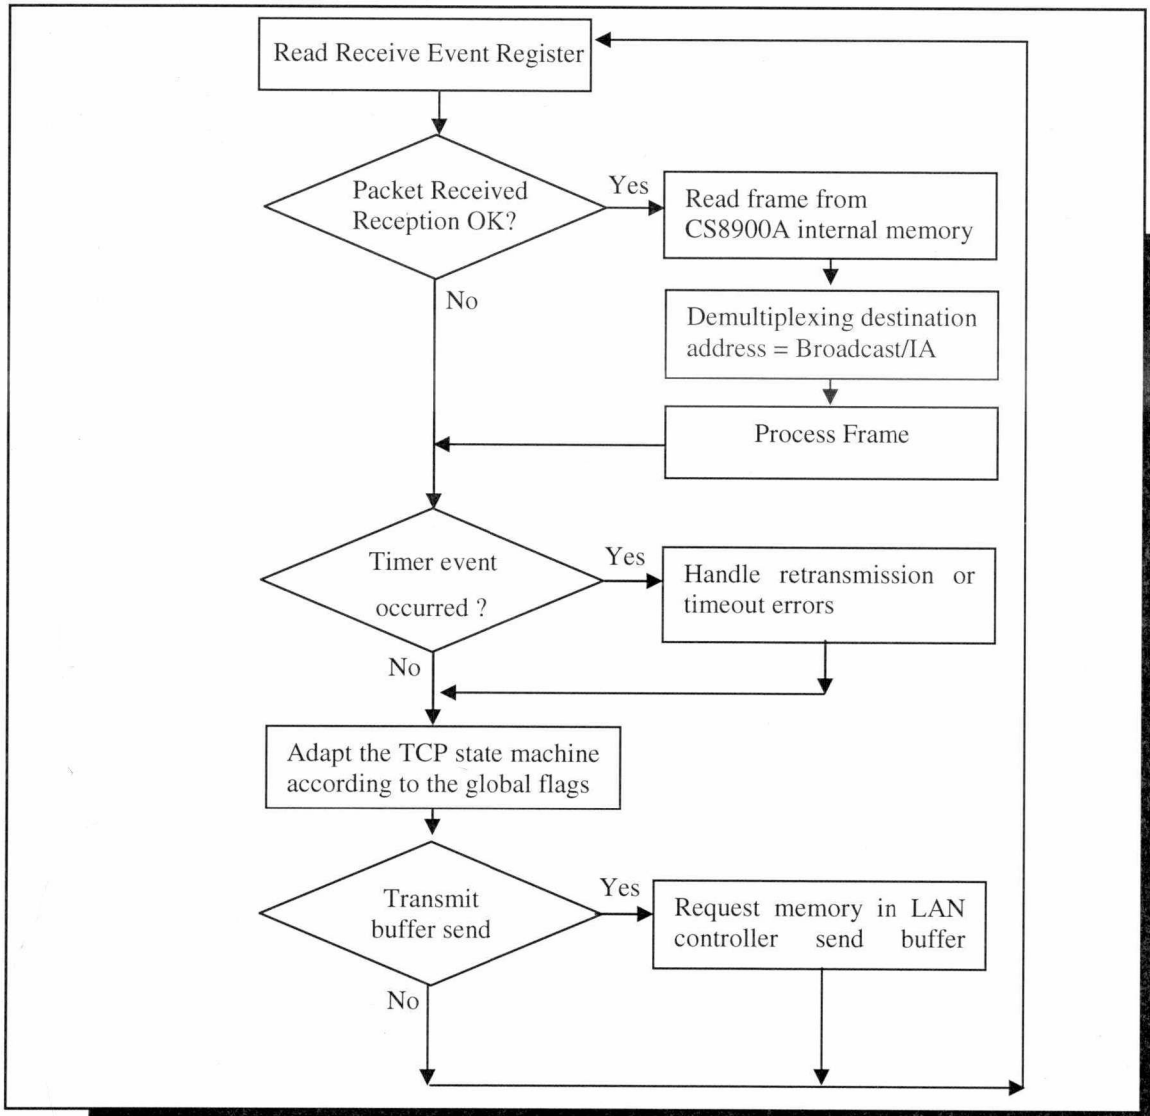 Read Receive Event Register
Packet Received
Reception OK?
Yes
Read frame from
CS8900A internal memory
No
Demultiplexing destination
address = Broadcast/IA
Process Frame
Timer event
occurred ?
Yes
Handle retransmission or
timeout errors
No
Adapt the TCP state machine
according to the global flags
Transmit
buffer send
Yes
Request memory in LAN
controller send buffer
No